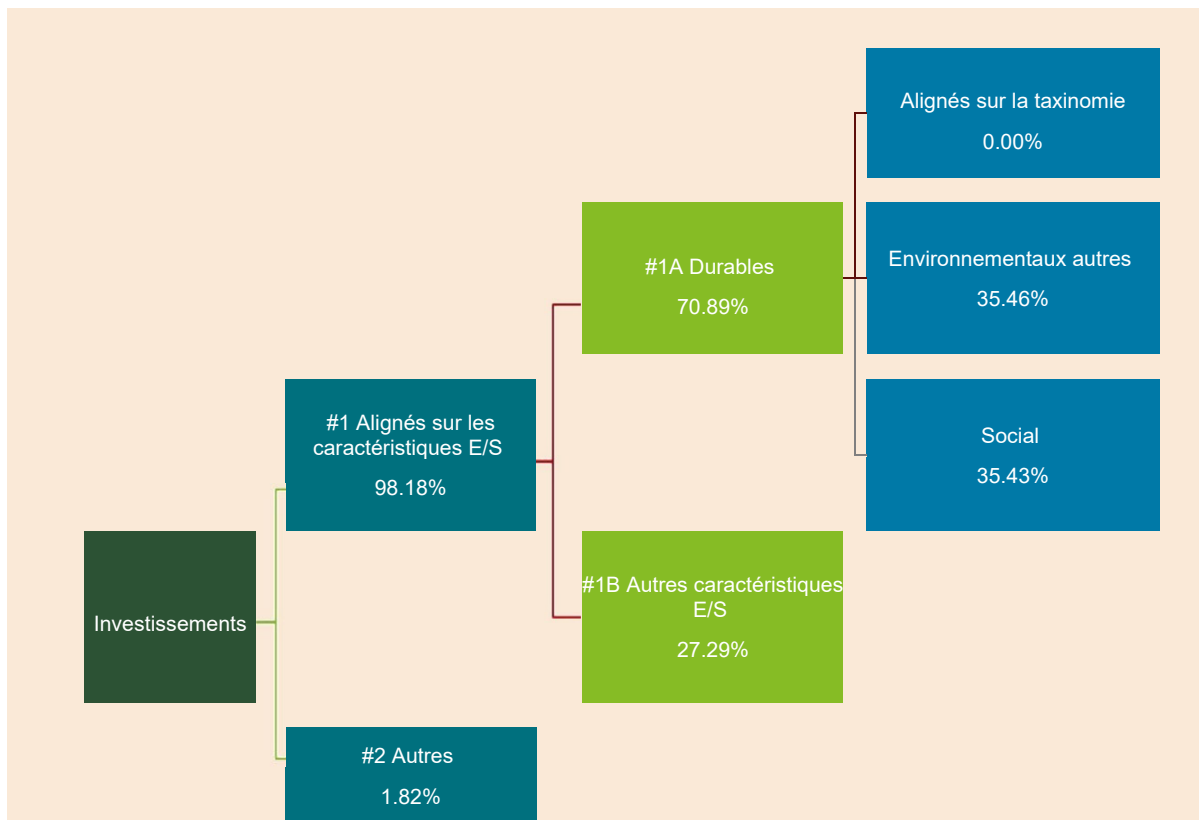 Alignés sur la taxinomie
0.00%
#1A Durables
70.89%
Environnementaux autres
35.46%
#1 Alignés sur les
caractéristiques E/S
98.18%
Social
35.43%
Investissements
#1B Autres caractéristiques
E/S
27.29%
#2 Autres
1.82%